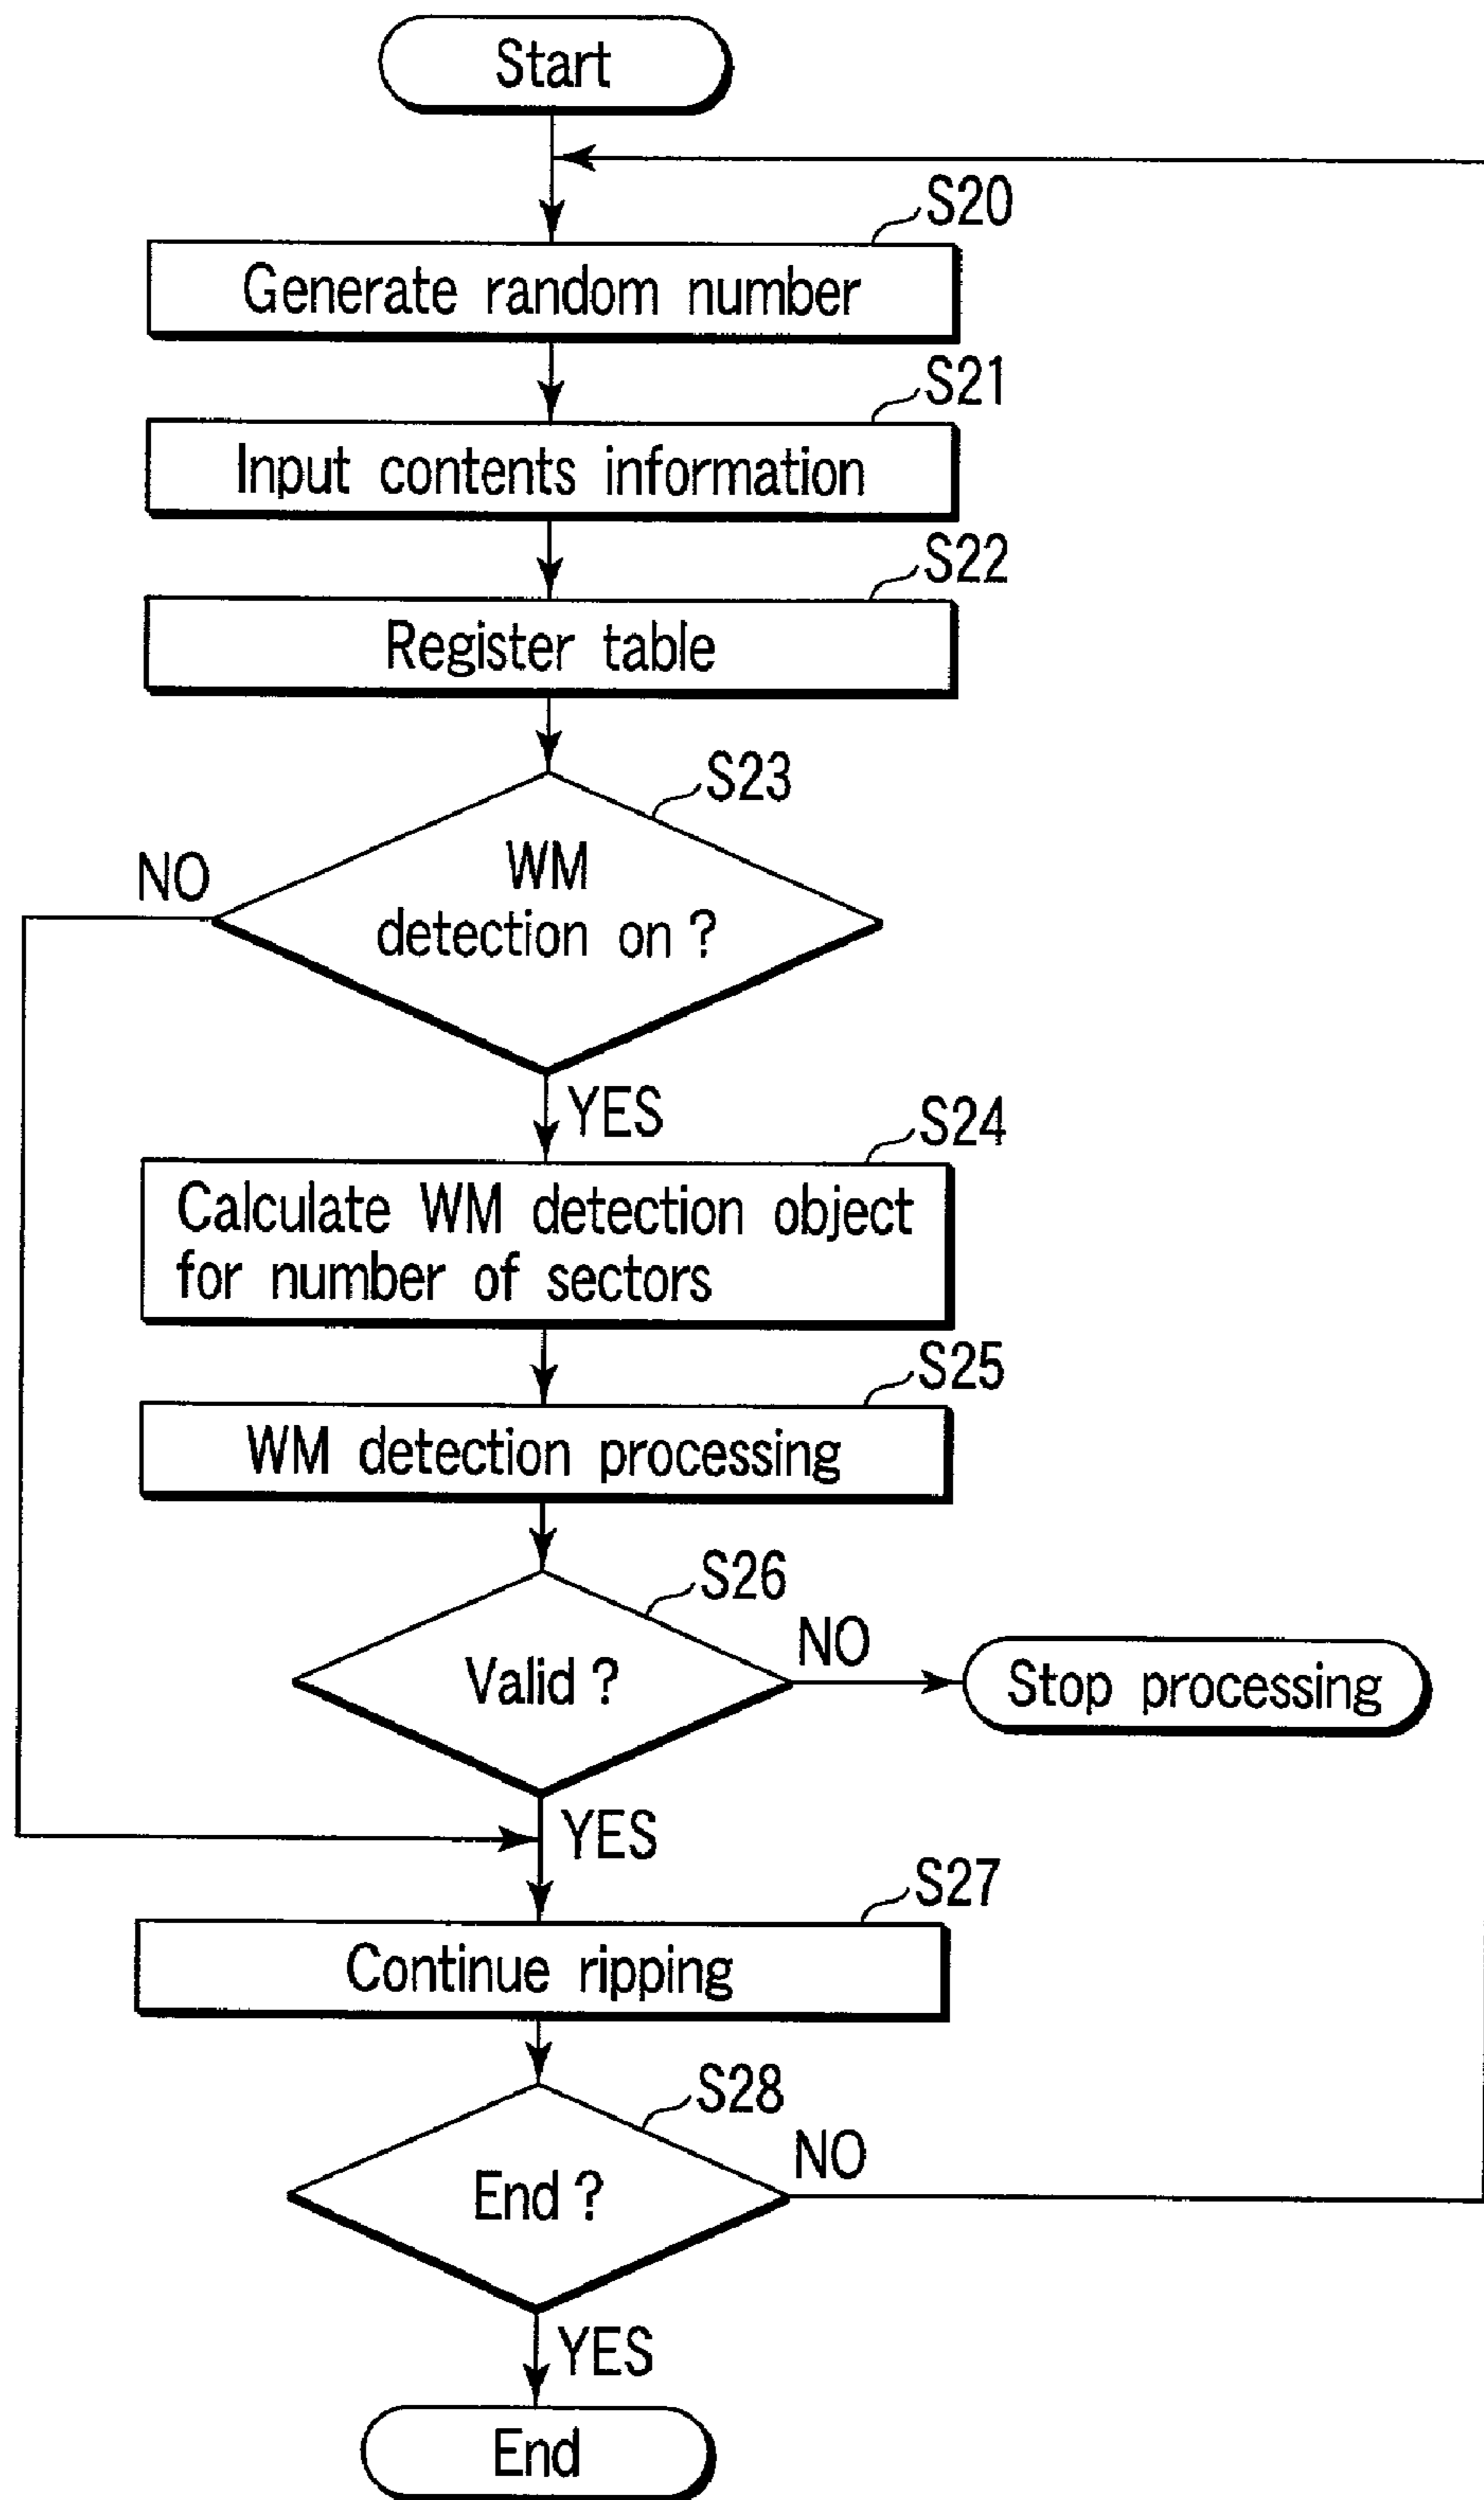 Start
S20
Generate random number
S21
Input contents information
S22
Register table
S23
NO
WM
detection on ?
YES
S24
Calculate WM detection object
for number of sectors
S25
WM detection processing
S26
NO
Valid ?
Stop processing
YES
S27
Continue ripping
S28
NO
End ?
YES
End